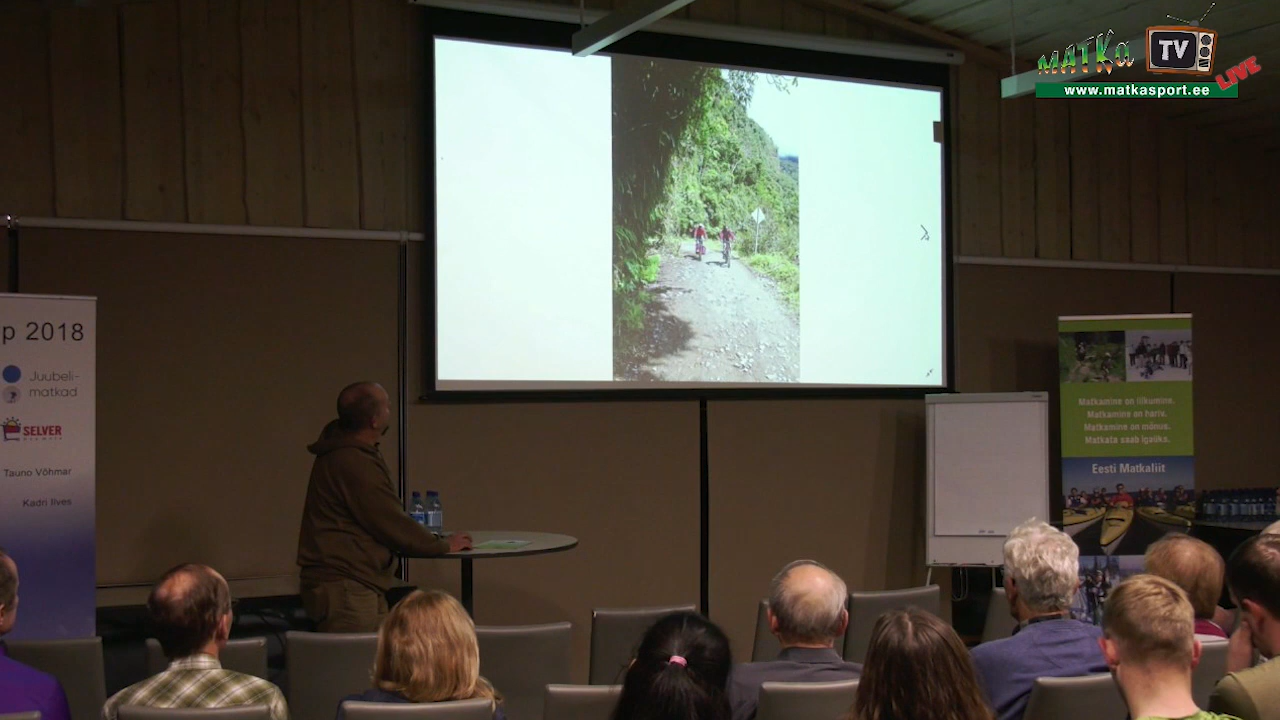 MATKa
TV
LIVE
www.matkasport.ee
p 2018
Juubeli-
matkad
SELVER
Tauno Võhmar
Kadri Ilves
Matkamine on liikumine.
Matkamine on hariv.
Matkamine on mõnus.
Matkata saab igaüks.
Eesti Matkaliit